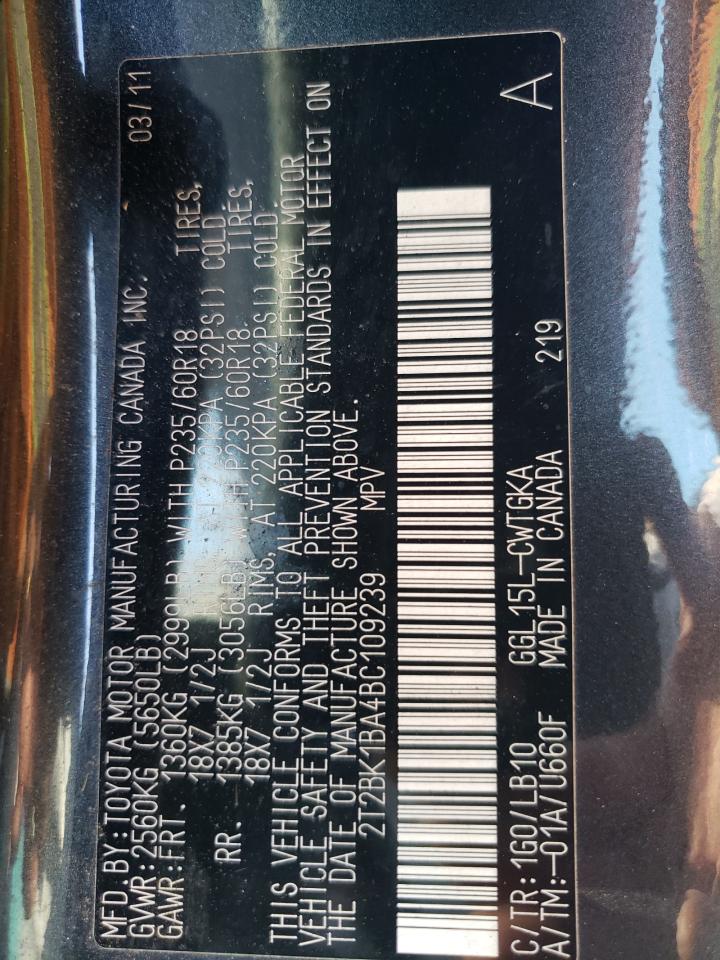 MFD.BY:TOYOTA MOTOR MANUFACTURING CANADA INC. 03/11
GVWR:2560KG (5650LB)
GAWR:FRT. 1360KG (2999LB) WITH P235/60R18 TIRES,
18X7 1/2J RIMS, AT 220KPA (32PSI) COLD.
RR. 1385KG (3056LB) WITH P235/60R18 TIRES,
18X7 1/2J RIMS, AT 220KPA (32PSI) COLD.
THIS VEHICLE CONFORMS TO ALL APPLICABLE FEDERAL MOTOR
VEHICLE SAFETY AND THEFT PREVENTION STANDARDS IN EFFECT ON
THE DATE OF MANUFACTURE SHOWN ABOVE.
2T2BK1BA4BC109239 MPV
C/TR: 1G0/LB10 GGL15L-CWTGKA
A/TM:-01A/U660F MADE IN CANADA 219
A